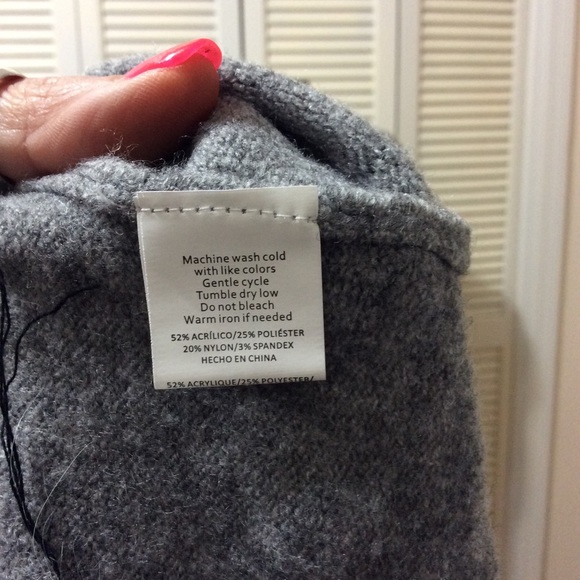 Machine wash cold
with like colors
Gentle cycle
Tumble dry low
Do not bleach
Warm iron if needed
52% ACRÍLICO/25% POLIÉSTER
20% NYLON/3% SPANDEX
HECHO EN CHINA
52% ACRYLIQUE/25% POLYESTER/